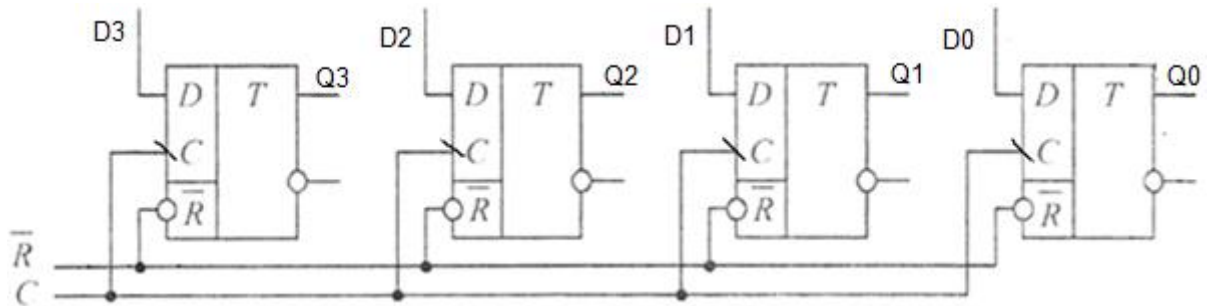 D3 D2 D1 D0
Q3 Q2 Q1 Q0
D T D T D T D T
C C C C
R̅ R̅ R̅ R̅
R̅
C